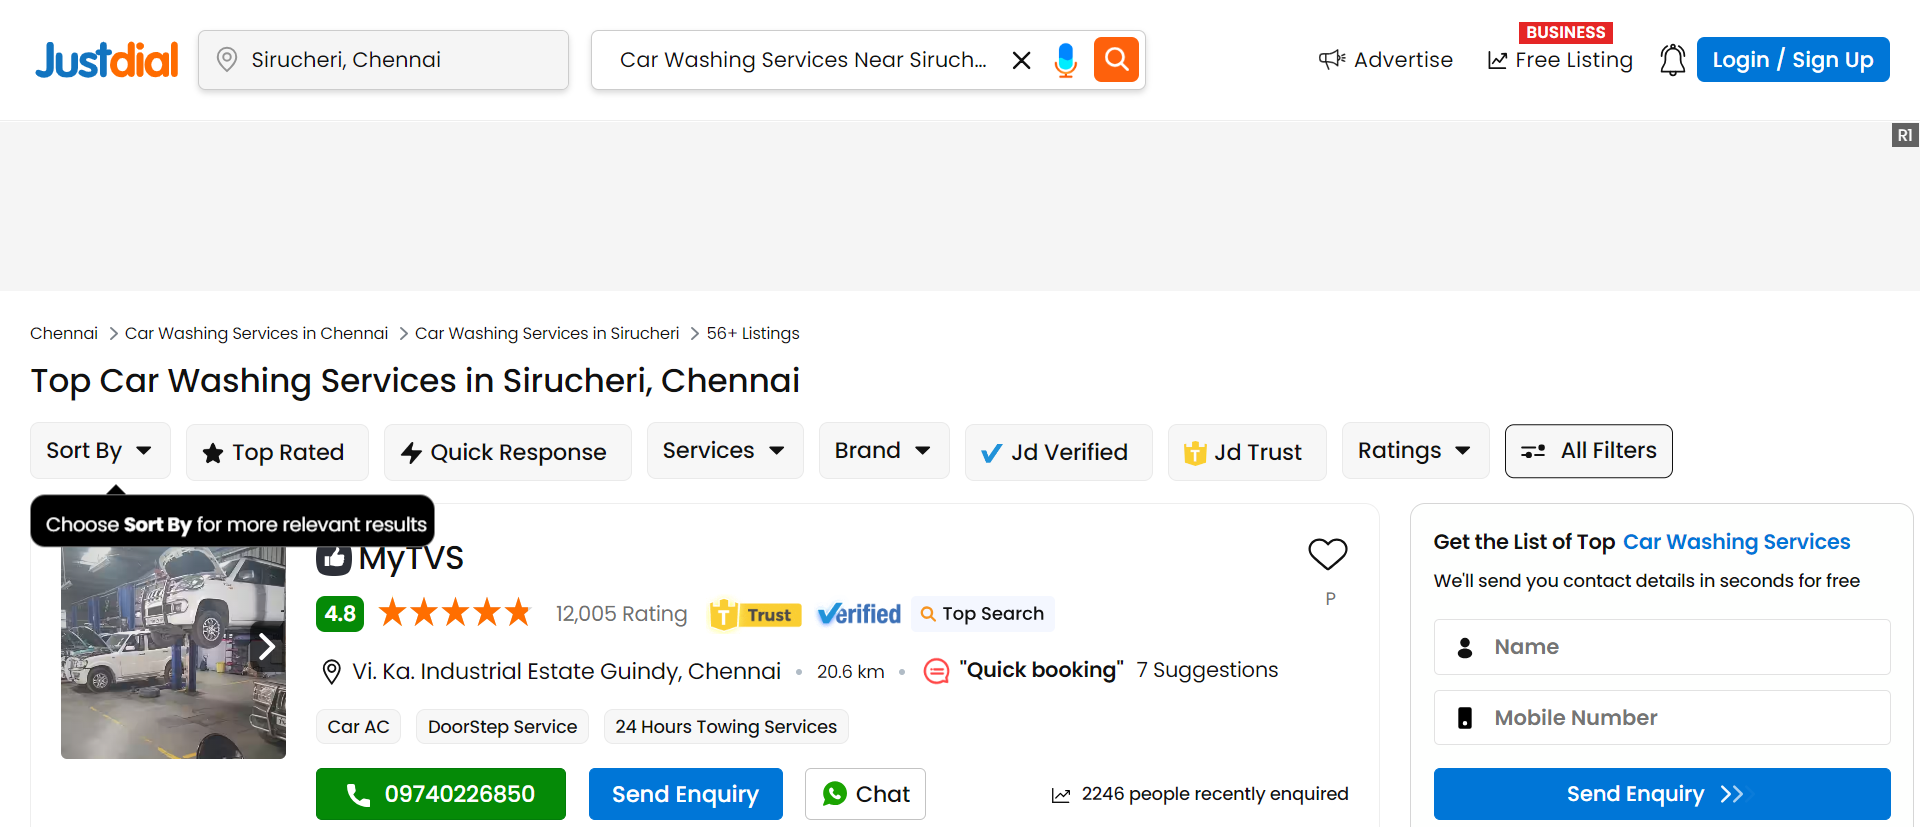 Justdial
Sirucheri, Chennai
Car Washing Services Near Siruch...
Advertise
BUSINESS
Free Listing
Login / Sign Up
R1
Chennai > Car Washing Services in Chennai > Car Washing Services in Sirucheri > 56+ Listings
Top Car Washing Services in Sirucheri, Chennai
Sort By
Top Rated
Quick Response
Services
Brand
Jd Verified
T Jd Trust
Ratings
All Filters
Choose Sort By for more relevant results
MyTVS
4.8
12,005 Rating
T Trust
Verified
Top Search
Vi. Ka. Industrial Estate Guindy, Chennai • 20.6 km • "Quick booking" 7 Suggestions
Car AC
DoorStep Service
24 Hours Towing Services
09740226850
Send Enquiry
Chat
2246 people recently enquired
P
Get the List of Top Car Washing Services
We'll send you contact details in seconds for free
Name
Mobile Number
Send Enquiry